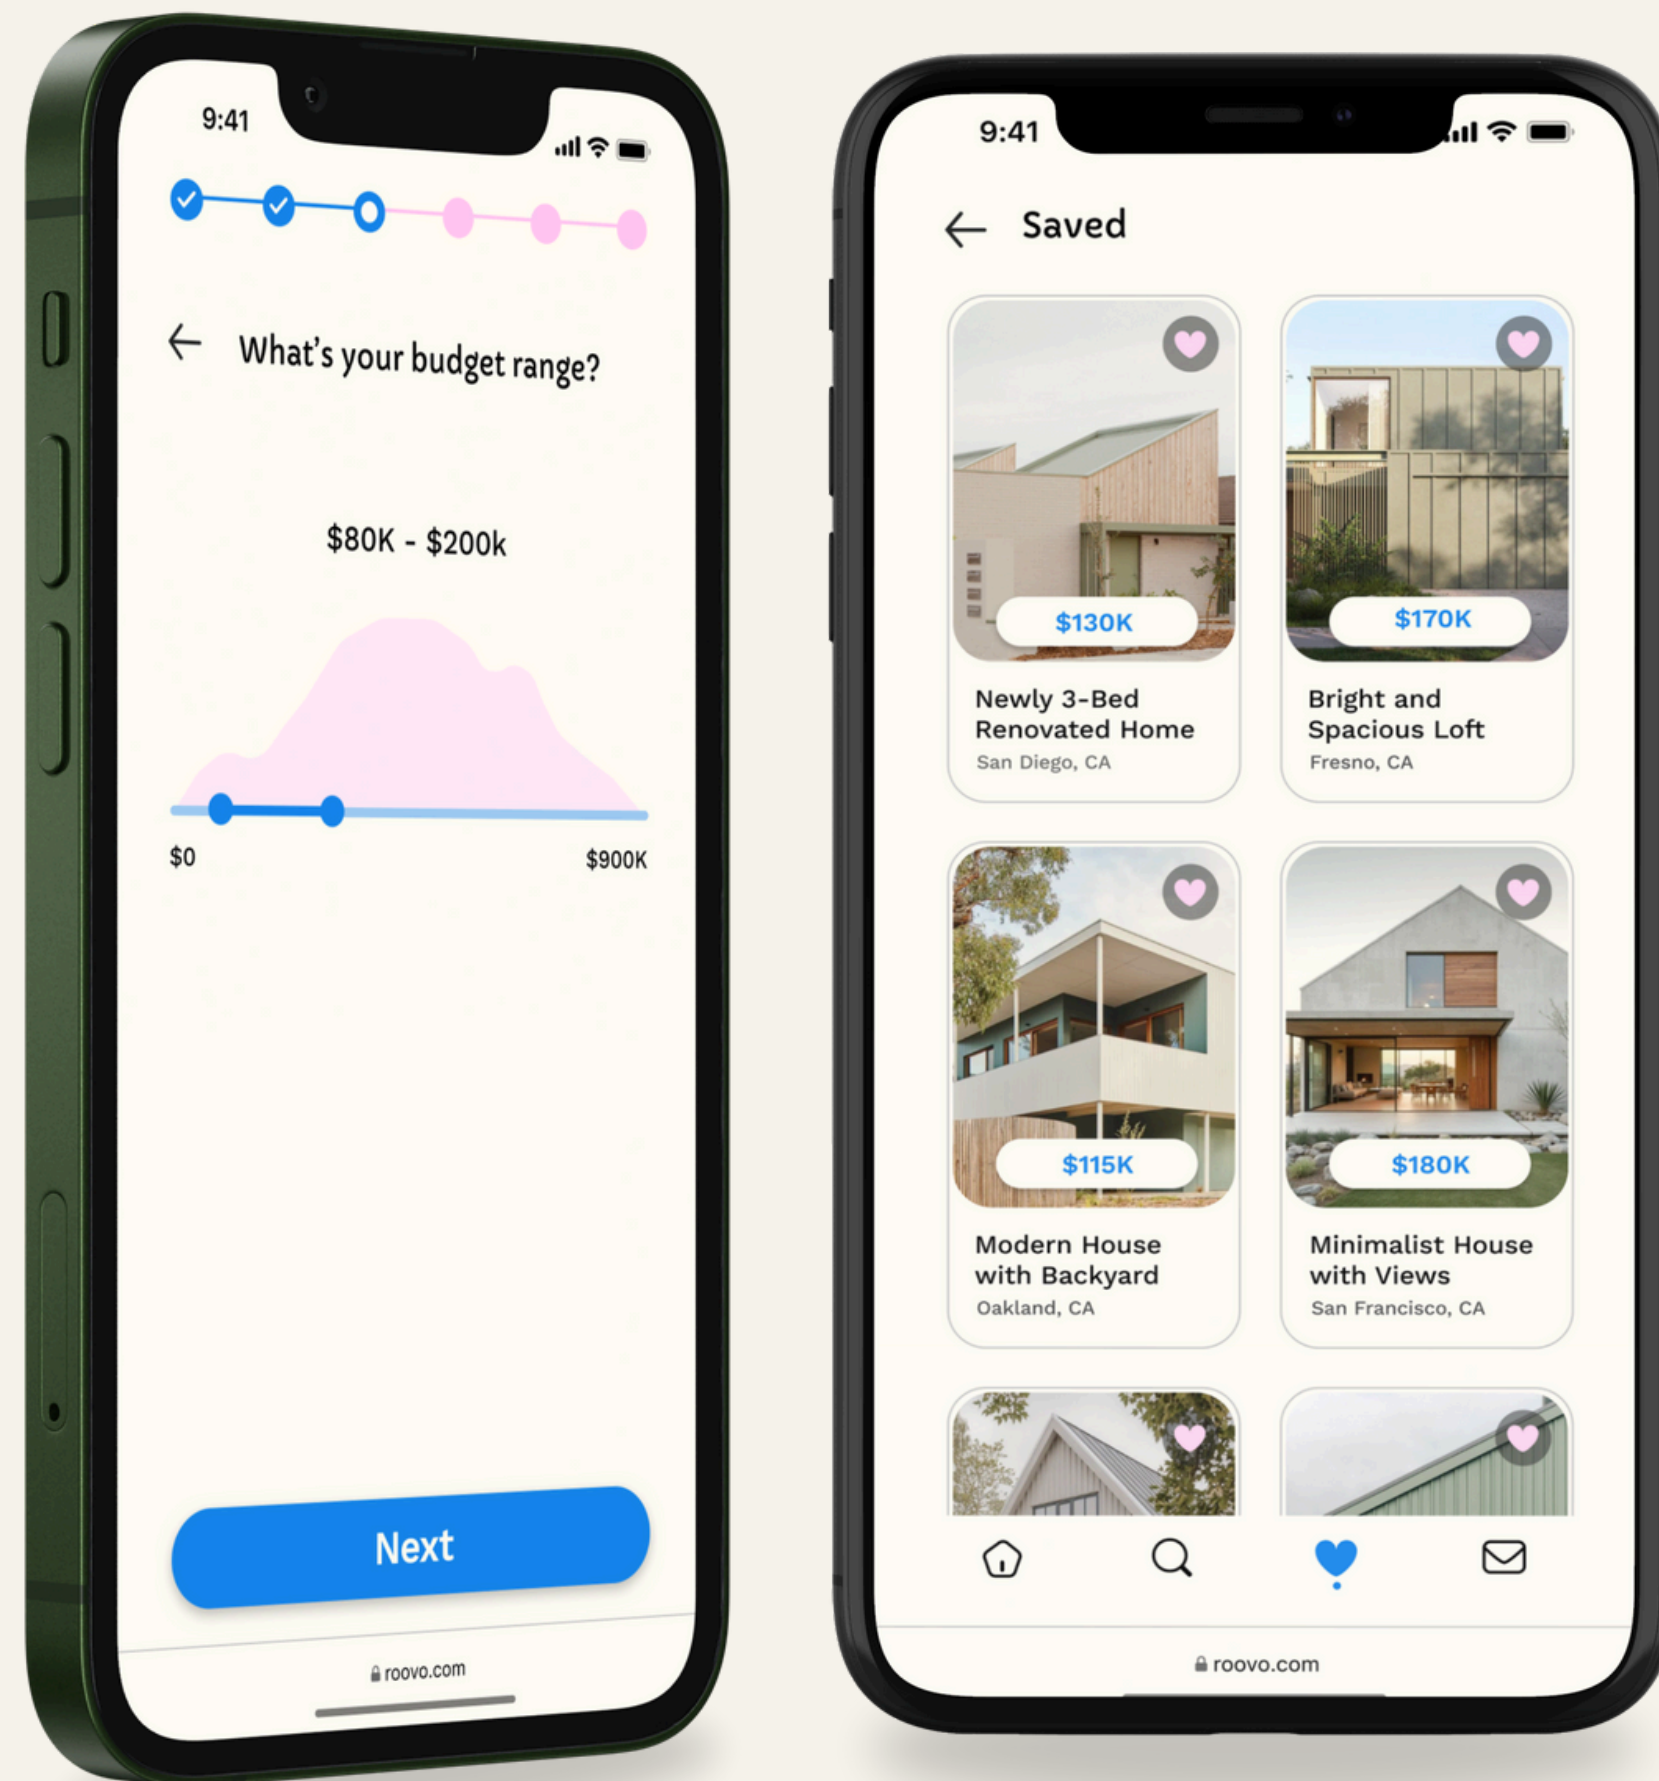 9:41
What's your budget range?
$80K - $200k
$0
$900K
Next
roovo.com
9:41
Saved
$130K
Newly 3-Bed
Renovated Home
San Diego, CA
$170K
Bright and
Spacious Loft
Fresno, CA
$115K
Modern House
with Backyard
Oakland, CA
$180K
Minimalist House
with Views
San Francisco, CA
roovo.com